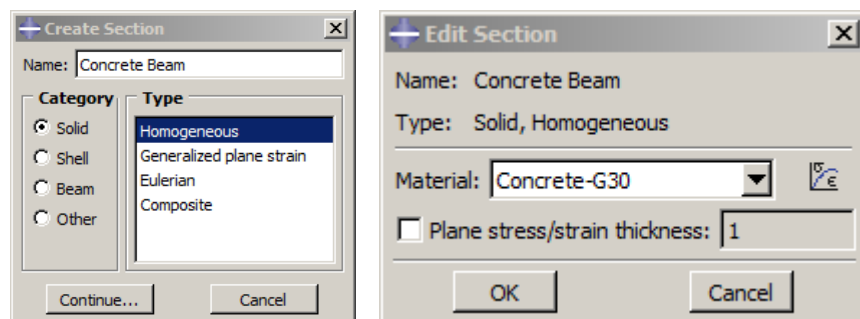 Create Section
Name: Concrete Beam
Category
Type
Solid
Shell
Beam
Other
Homogeneous
Generalized plane strain
Eulerian
Composite
Continue...
Cancel
Edit Section
Name: Concrete Beam
Type: Solid, Homogeneous
Material: Concrete-G30
σ ε
Plane stress/strain thickness: 1
OK
Cancel